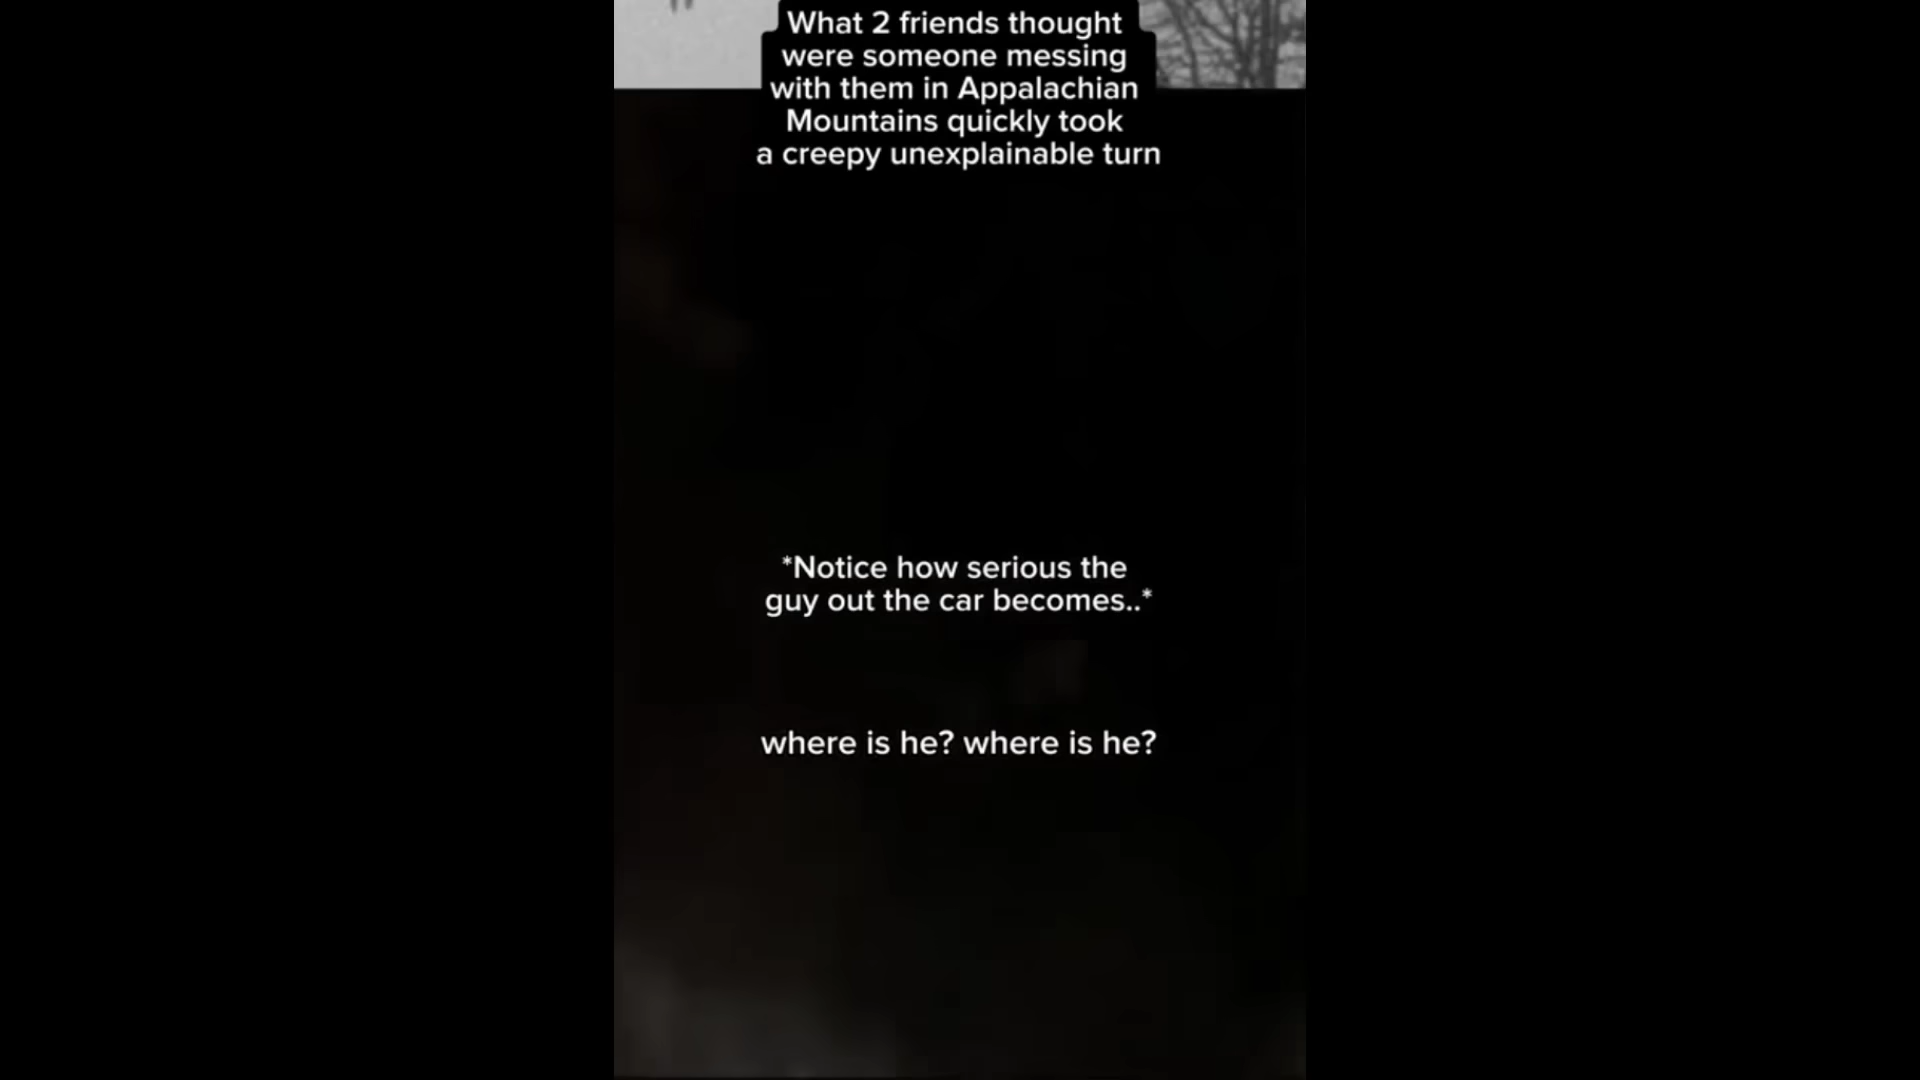 What 2 friends thought
were someone messing
with them in Appalachian
Mountains quickly took
a creepy unexplainable turn
*Notice how serious the
guy out the car becomes..*
where is he? where is he?